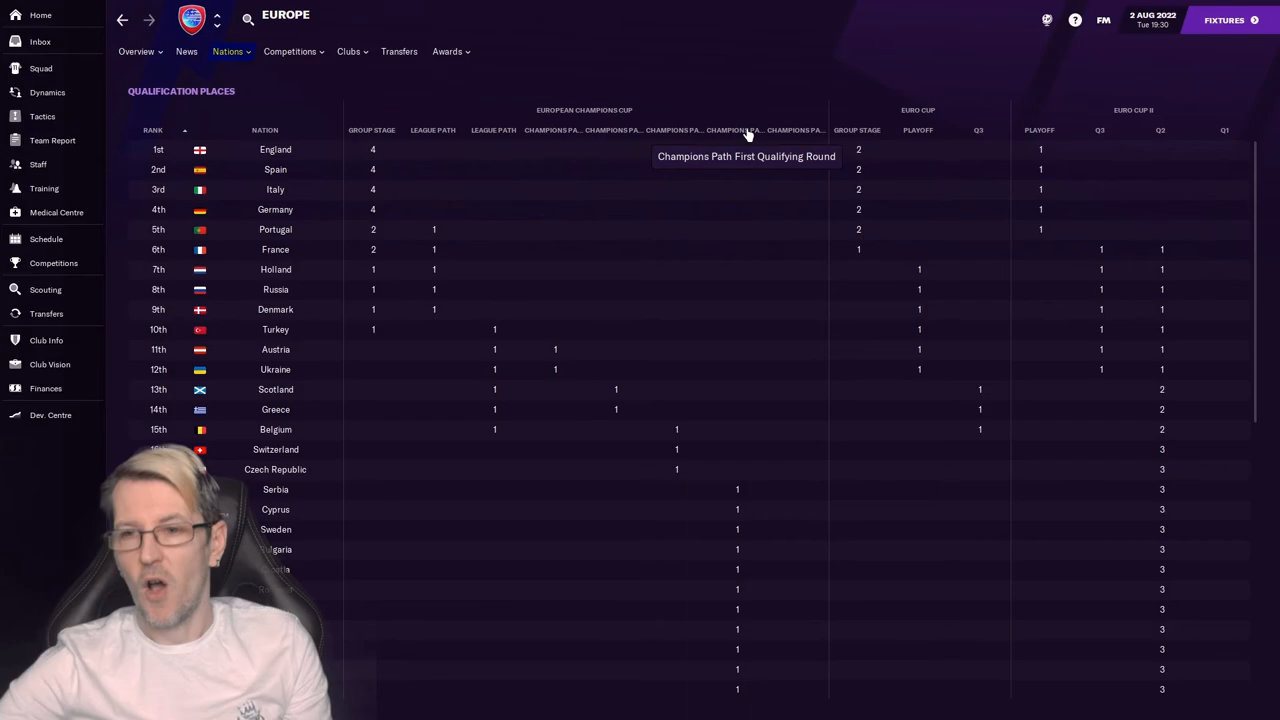 Home
EUROPE
FM
2 AUG 2022
Tue 19:30
FIXTURES
Inbox
Squad
Dynamics
Tactics
Team Report
Staff
Training
Medical Centre
Schedule
Competitions
Scouting
Transfers
Club Info
Club Vision
Finances
Dev. Centre
Overview News Nations Competitions Clubs Transfers Awards
QUALIFICATION PLACES
EUROPEAN CHAMPIONS CUP EURO CUP EURO CUP II
RANK NATION GROUP STAGE LEAGUE PATH LEAGUE PATH CHAMPIONS PA... CHAMPIONS PA... CHAMPIONS PA... CHAMPIONS PA... CHAMPIONS PA... GROUP STAGE PLAYOFF Q3 PLAYOFF Q3 Q2 Q1
Champions Path First Qualifying Round
1st England 4 2 1
2nd Spain 4 2 1
3rd Italy 4 2 1
4th Germany 4 2 1
5th Portugal 2 1 2 1
6th France 2 1 1 1 1
7th Holland 1 1 1 1 1
8th Russia 1 1 1 1 1
9th Denmark 1 1 1 1 1
10th Turkey 1 1 1 1 1
11th Austria 1 1 1 1 1
12th Ukraine 1 1 1 1 1
13th Scotland 1 1 1 2
14th Greece 1 1 1 2
15th Belgium 1 1 1 2
Switzerland 1 3
Czech Republic 1 3
Serbia 1 3
Cyprus 1 3
Sweden 1 3
1 3
1 3
1 3
1 3
1 3
1 3
1 3
1 3